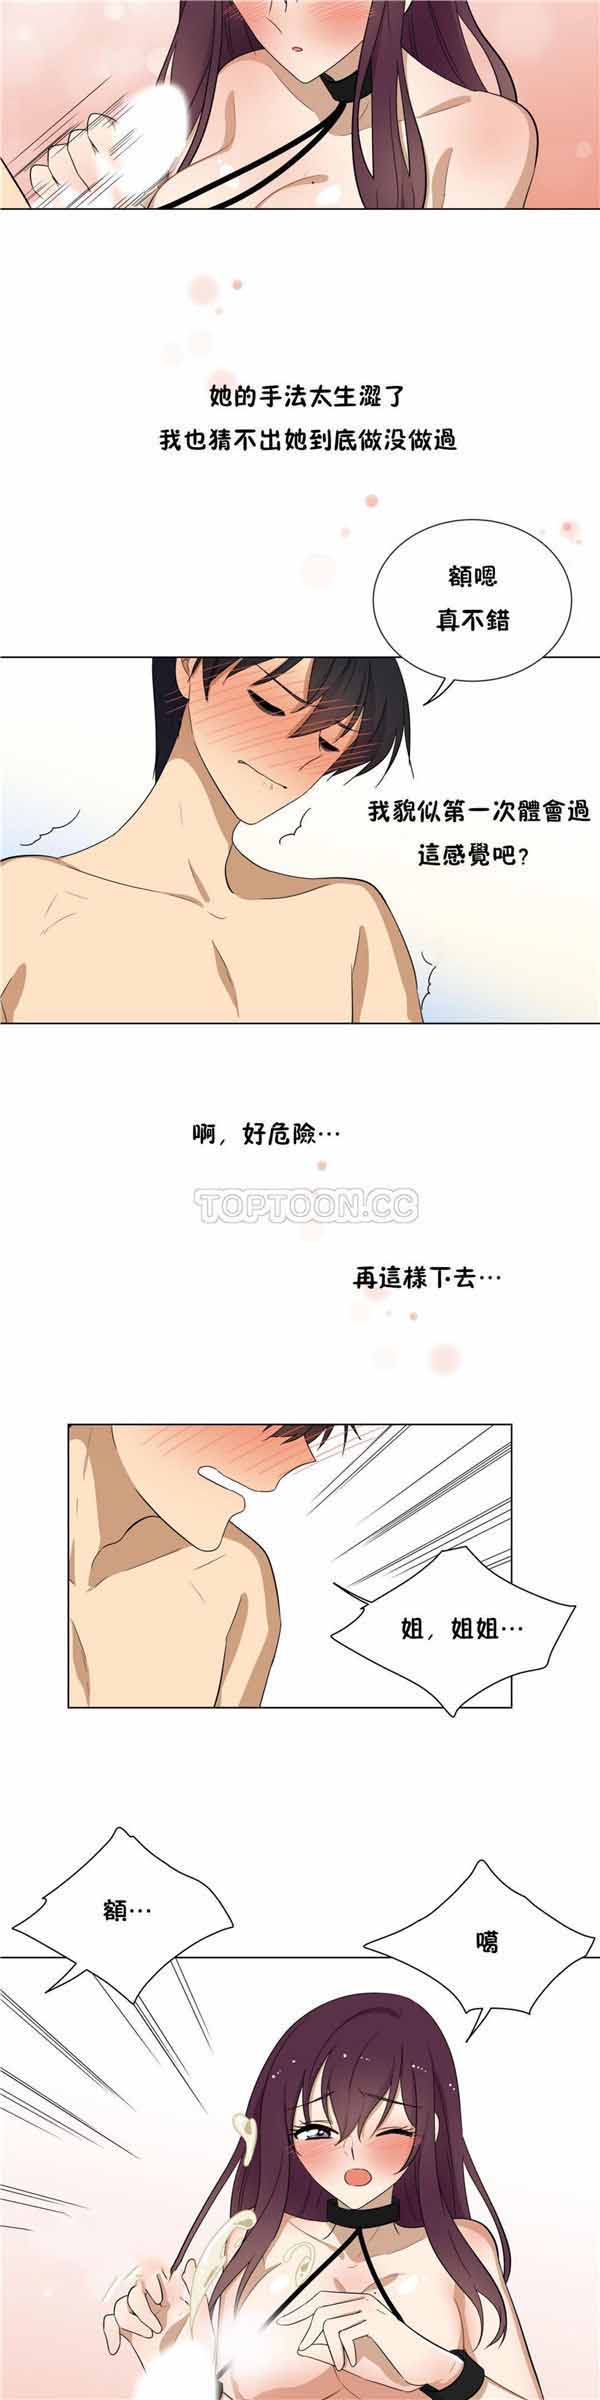 她的手法太生澀了
我也猜不出她到底做没做過
額嗯
真不錯
我貌似第一次體會過
這感覺吧?
啊, 好危險…
TOPTOON.CC
再這樣下去…
姐, 姐姐…
額…
噶